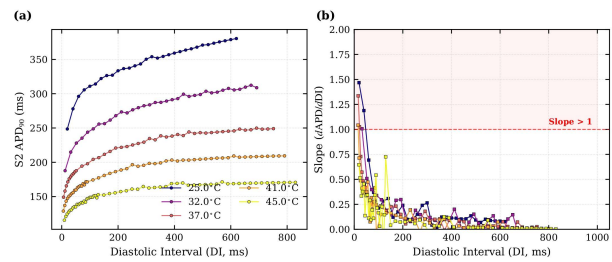 (a)
350
300
250
200
150
S2 APD₉₀ (ms)
0
200
400
600
800
Diastolic Interval (DI, ms)
25.0°C
32.0°C
37.0°C
41.0°C
45.0°C
(b)
2.00
1.75
1.50
1.25
1.00
0.75
0.50
0.25
0.00
Slope (dAPD/dDI)
Slope > 1
0
200
400
600
800
1000
Diastolic Interval (DI, ms)